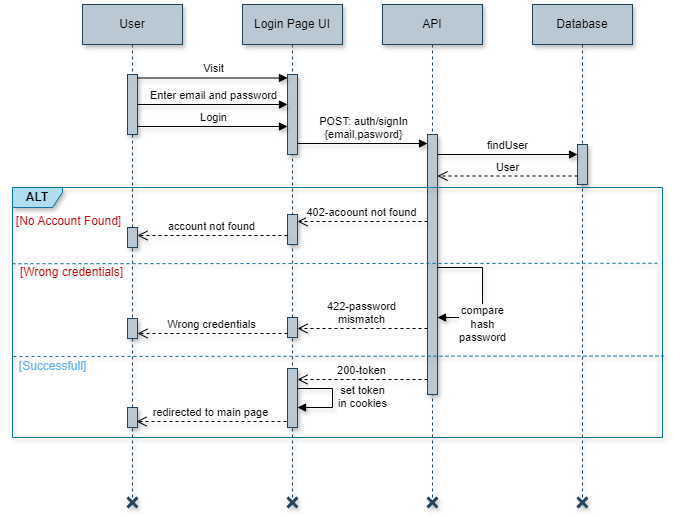 User
Login Page UI
API
Database
Visit
Enter email and password
Login
POST: auth/signIn
{email,pasword}
findUser
User
ALT
[No Account Found]
402-acoount not found
account not found
[Wrong credentials]
compare
hash
password
422-password
mismatch
Wrong credentials
[Successfull]
200-token
set token
in cookies
redirected to main page